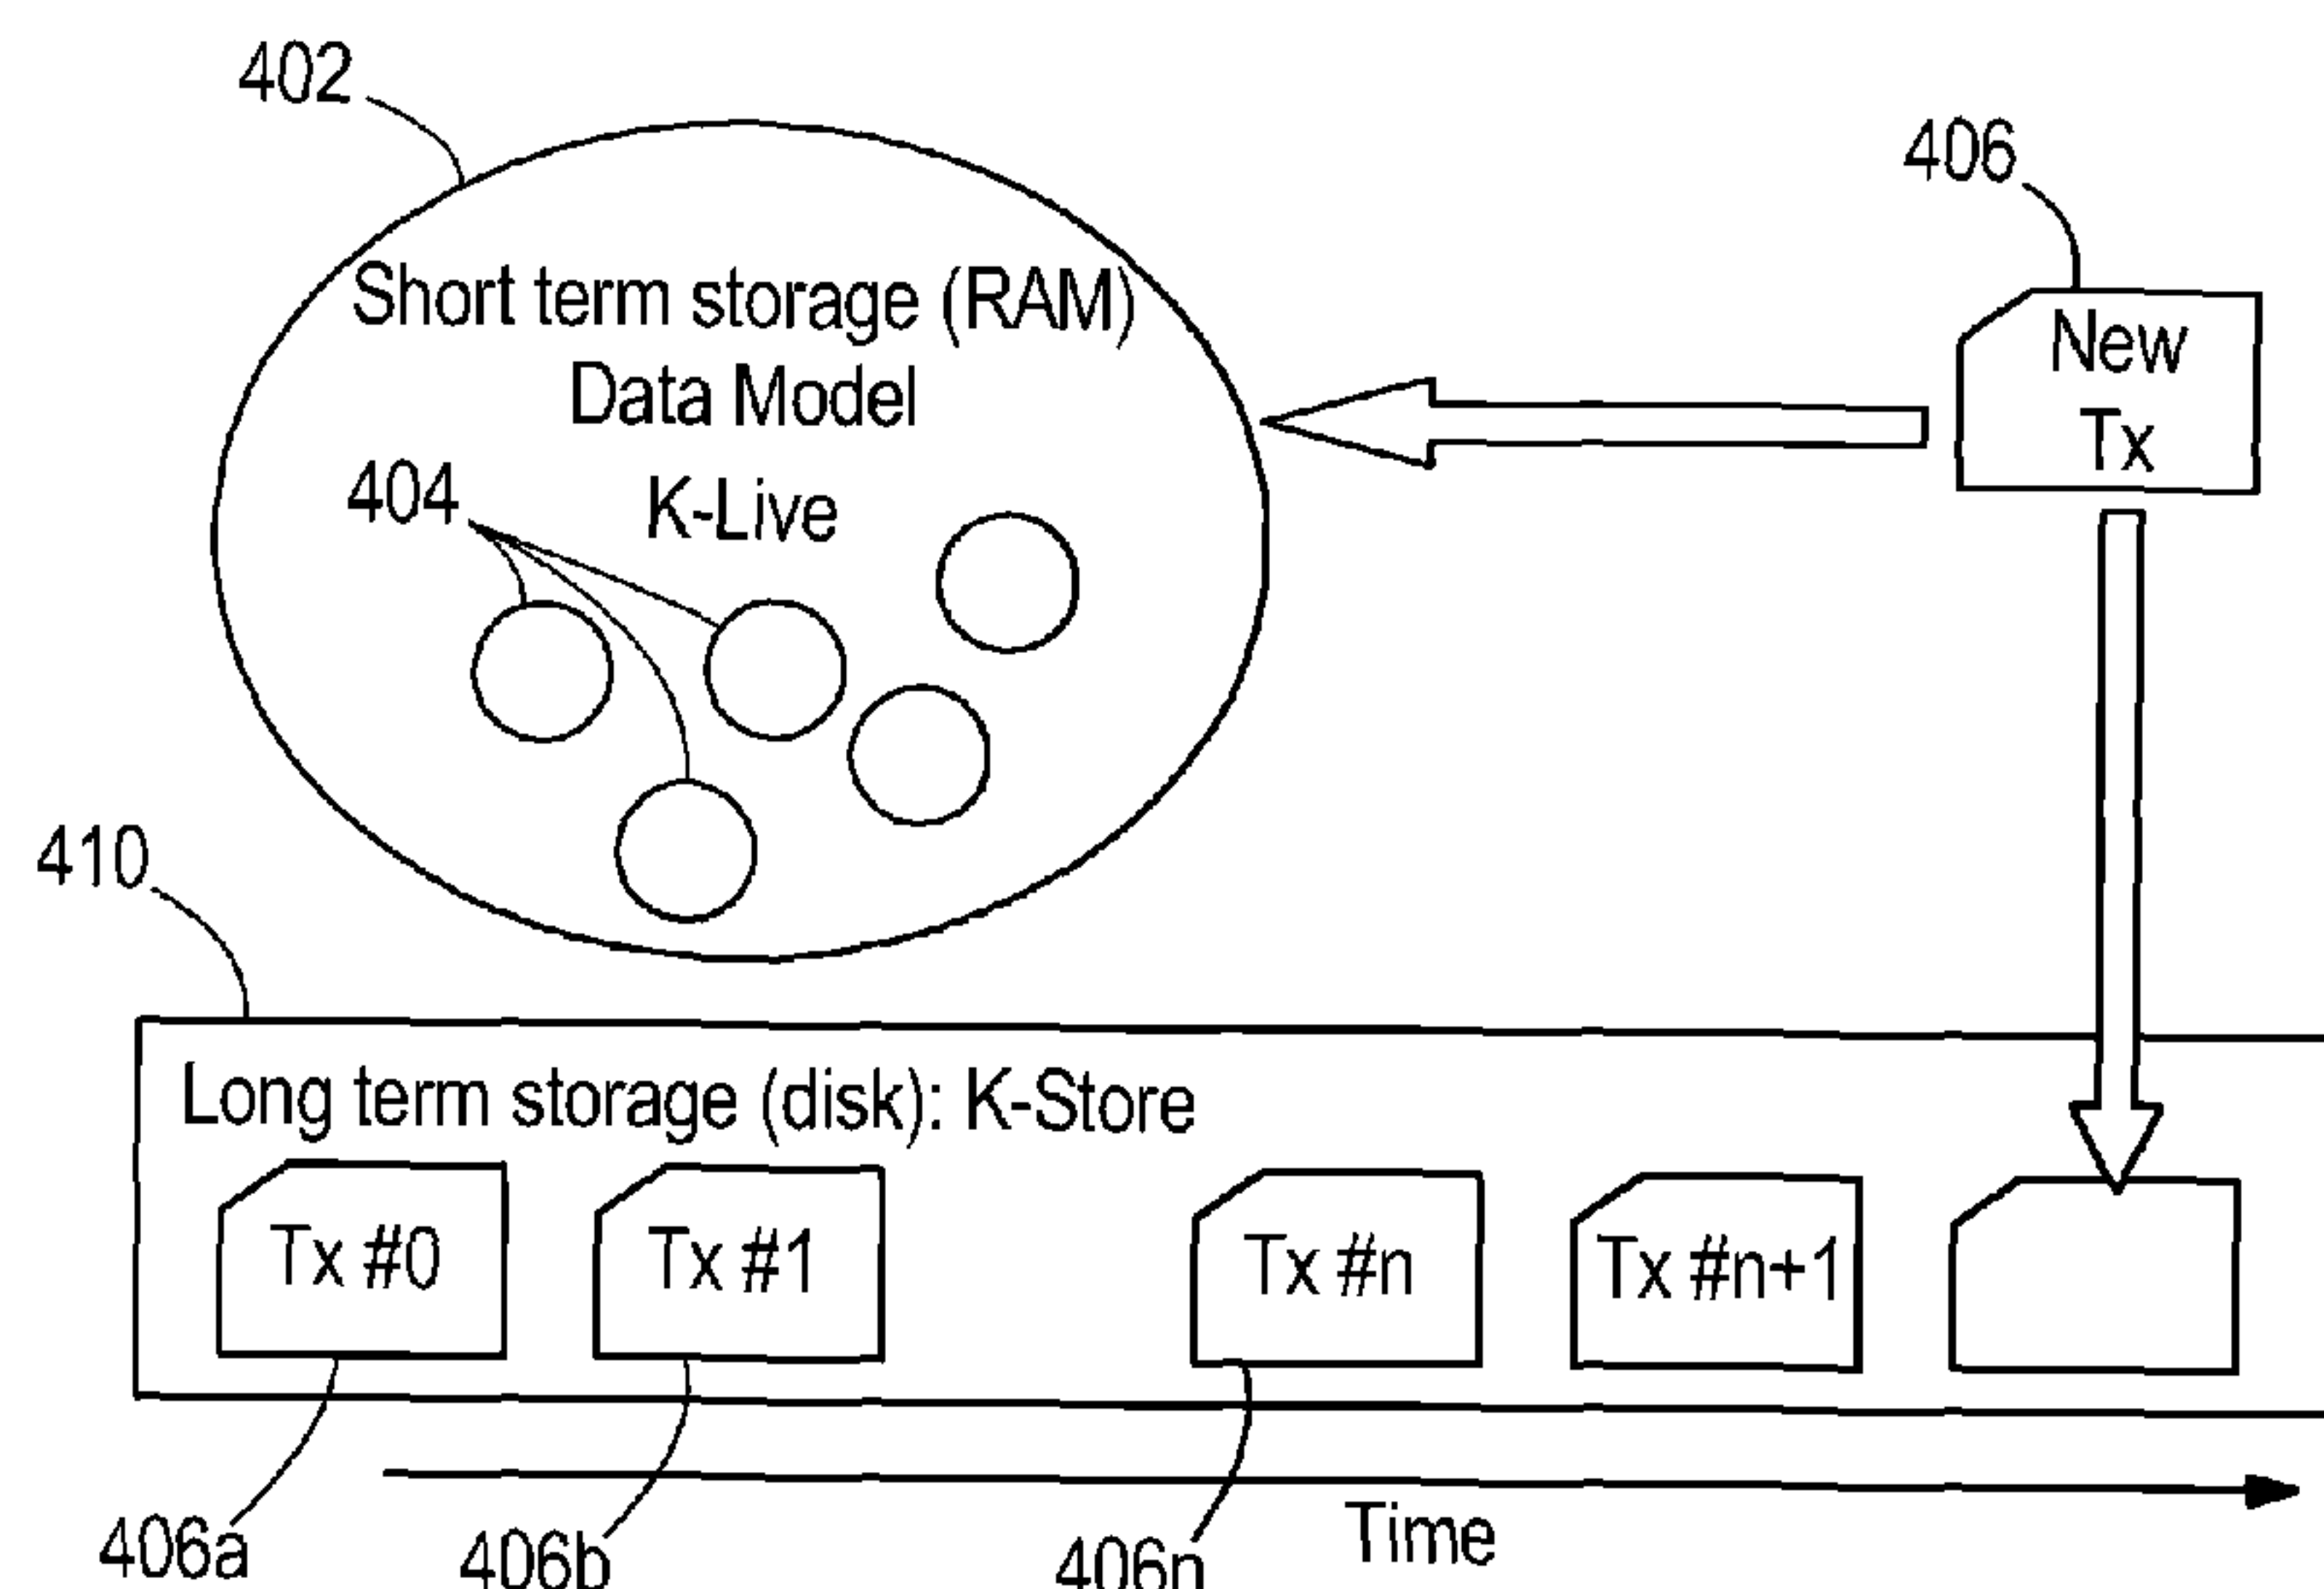 402
406
Short term storage (RAM)
Data Model
K-Live
New
Tx
404
410
Long term storage (disk): K-Store
Tx #0
Tx #1
Tx #n
Tx #n+1
Time
406a
406b
406n